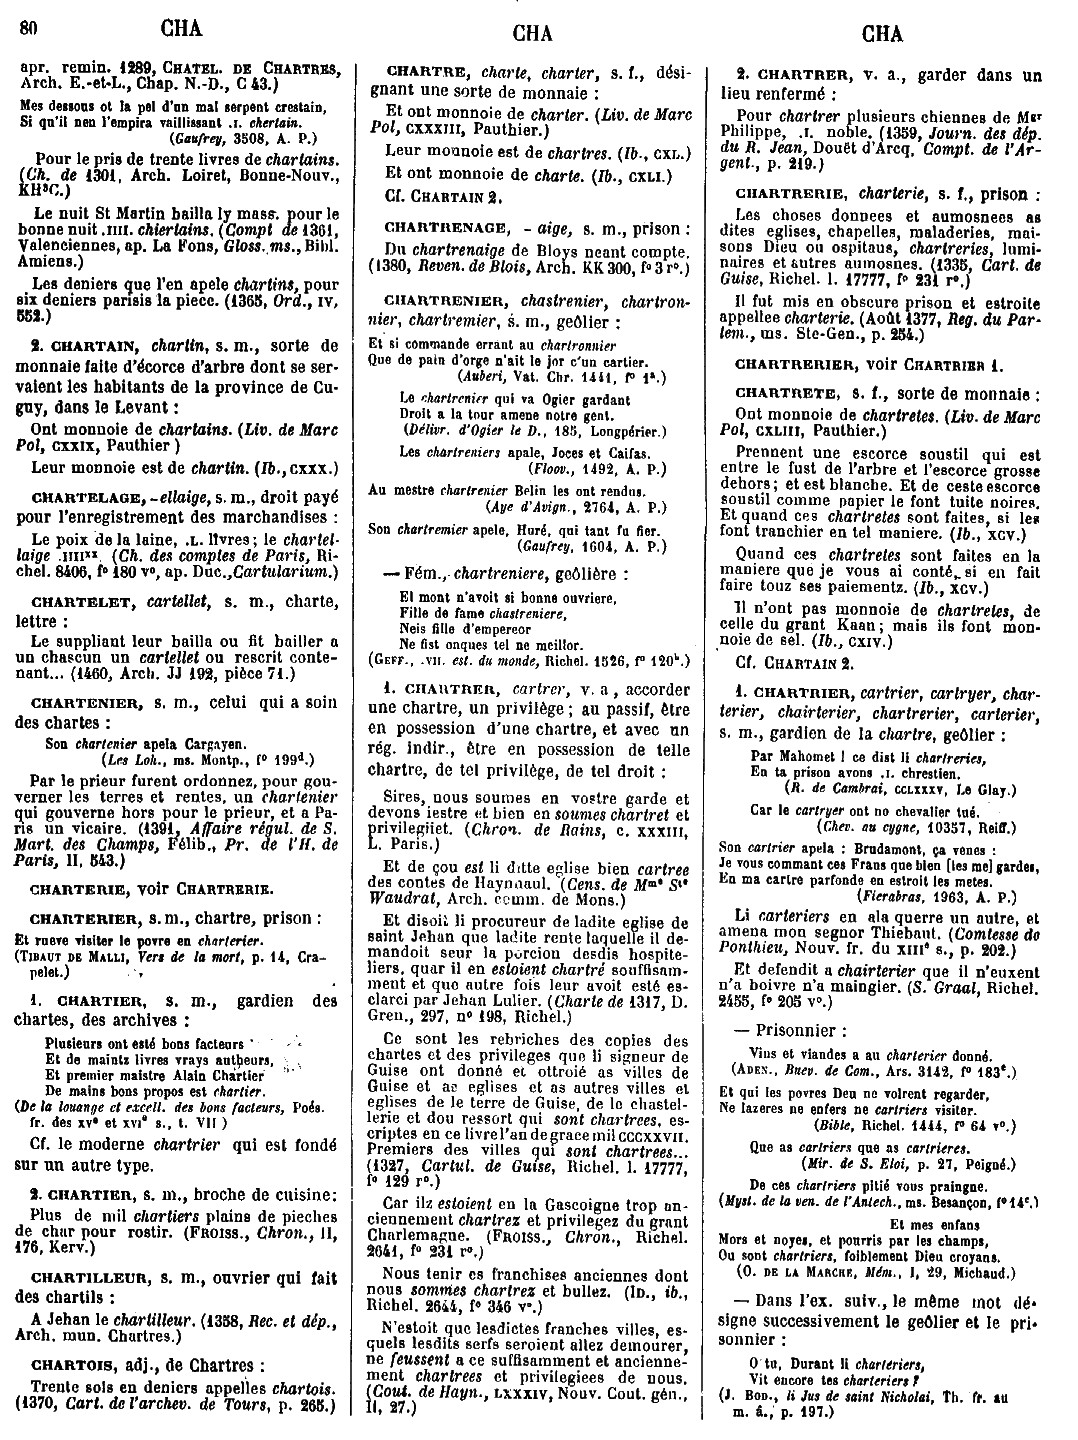 80 CHA
CHA
CHA
apr. remin. 1289, CHATEL. DE CHARTRES,
Arch. E.-et-L., Chap. N.-D., C 43.)
Mes dessous ot la pel d'un mal serpent crestain,
Si qu'il neu l'empira vaillissant .I. chertain.
(Gaufrey, 3508, A. P.)
Pour le pris de trente livres de chartains.
(Ch. de 1301, Arch. Loiret, Bonne-Nouv.,
KH³C.)
Le nuit St Martin bailla ly mass. pour le
bonne nuit .IIII. chiertains. (Compt de 1361,
Valenciennes, ap. La Fons, Gloss. ms., Bibl.
Amiens.)
Les deniers que l'en apele chartins, pour
six deniers parisis la piece. (1365, Ord., IV,
552.)
2. CHARTAIN, chartin, s. m., sorte de
monnaie faite d'écorce d'arbre dont se ser-
vaient les habitants de la province de Cu-
guy, dans le Levant :
Ont monnoie de chartains. (Liv. de Marc
Pol, CXXIX, Pauthier)
Leur monnoie est de chartin. (Ib., CXXX.)
CHARTELAGE, -ellaige, s. m., droit payé
pour l'enregistrement des marchandises :
Le poix de la laine, .L. livres; le chartel-
laige .IIIIxx. (Ch. des comptes de Paris, Ri-
chel. 8406, f° 180 v°, ap. Duc., Cartularium.)
CHARTELET, cartellet, s. m., charte,
lettre :
Le suppliant leur bailla ou fit bailler a
un chascun un cartellet ou rescrit conte-
nant... (1460, Arch. JJ 192, pièce 71.)
CHARTENIER, s. m., celui qui a soin
des chartes :
Son chartenier apela Cargayen.
(Les Loh., ms. Montp., f° 199d.)
Par le prieur furent ordonnez, pour gou-
verner les terres et rentes, un chartenier
qui gouverne hors pour le prieur, et a Pa-
ris un vicaire. (1391, Affaire régul. de S.
Mart. des Champs, Félib., Pr. de l'H. de
Paris, II, 543.)
CHARTERIE, voir CHARTRERIE.
CHARTERIER, s. m., chartre, prison :
Et rueve visiter le povre en charterier.
(TIBAUT DE MALLI, Vers de la mort, p. 14, Cra-
pelet.)
1. CHARTIER, s. m., gardien des
chartes, des archives :
Plusieurs ont esté bons facteurs
Et de maintz livres vrays autheurs,
Et premier maistre Alain Chartier
De mains bons propos est chartier.
(De la louange et excell. des bons facteurs, Poés.
fr. des XVe et XVIe s., t. VII)
Cf. le moderne chartrier qui est fondé
sur un autre type.
2. CHARTIER, s. m., broche de cuisine:
Plus de mil chartiers plains de pieches
de char pour rostir. (FROISS., Chron., II,
176, Kerv.)
CHARTILLEUR, s. m., ouvrier qui fait
des chartils :
A Jehan le chartilleur. (1358, Rec. et dép.,
Arch. mun. Chartres.)
CHARTOIS, adj., de Chartres :
Trente sols en deniers appelles chartois.
(1370, Cart. de l'archev. de Tours, p. 265.)
CHARTRE, charte, charter, s. f., dési-
gnant une sorte de monnaie :
Et ont monnoie de charter. (Liv. de Marc
Pol, CXXXIII, Pauthier.)
Leur monnoie est de chartres. (Ib., CXL.)
Et ont monnoie de charte. (Ib., CXLI.)
Cf. CHARTAIN 2.
CHARTRENAGE, - aige, s. m., prison :
Du chartrenaige de Bloys neant compte.
(1380, Reven. de Blois, Arch. KK 300, f° 3 r°.)
CHARTRENIER, chastrenier, chartron-
nier, chartremier, s. m., geôlier :
Et si commande errant au chartronnier
Que de pain d'orge n'ait le jor c'un cartier.
(Auberi, Vat. Chr. 1441, f° 1a.)
Le chartrenier qui va Ogier gardant
Droit a la tour amene notre gent.
(Délivr. d'Ogier le D., 185, Longpérier.)
Les chartreniers apale, Joces et Caifas.
(Floov., 1492, A. P.)
Au mestre chartrenier Belin les ont rendus.
(Aye d'Avign., 2764, A. P.)
Son chartremier apele, Huré, qui tant fu fier.
(Gaufrey, 1604, A. P.)
— Fém., chartreniere, geôlière :
El mont n'avoit si bonne ouvriere,
Fille de fame chastreniere,
Neis fille d'empereor
Ne fist onques tel ne meillor.
(GEFF., .VII. est. du monde, Richel. 1526, f° 120b.)
1. CHARTRER, cartrer, v. a, accorder
une chartre, un privilège ; au passif, être
en possession d'une chartre, et avec un
rég. indir., être en possession de telle
chartre, de tel privilège, de tel droit :
Sires, nous soumes en vostre garde et
devons iestre et bien en soumes chartret et
privilegiiet. (Chron. de Rains, c. XXXIII,
L. Paris.)
Et de çou est li ditte eglise bien cartree
des contes de Haynnaul. (Cens. de Mme Ste
Waudrat, Arch. comm. de Mons.)
Et disoit li procureur de ladite eglise de
saint Jehan que ladite rente laquelle il de-
mandoit seur la porcion desdis hospite-
liers, quar il en estoient chartré souffisam-
ment et que autre fois leur avoit esté es-
clarci par Jehan Lulier. (Charte de 1317, D.
Gren., 297, n° 198, Richel.)
Ce sont les rebriches des copies des
chartes et des privileges que li signeur de
Guise ont donné et ottroié as villes de
Guise et as eglises et as autres villes et
eglises de le terre de Guise, de le chastel-
lerie et dou ressort qui sont chartrees, es-
criptes en ce livre l'an de grace mil CCCXXVII.
Premiers des villes qui sont chartrees...
(1327, Cartul. de Guise, Richel. l. 17777,
f° 129 r°.)
Car ilz estoient en la Gascoigne trop an-
ciennement chartrez et privilegez du grant
Charlemagne. (FROISS., Chron., Richel.
2641, f° 231 r°.)
Nous tenir es franchises anciennes dont
nous sommes chartrez et bullez. (ID., ib.,
Richel. 2644, f° 346 v°.)
N'estoit que lesdictes franches villes, es-
quels lesdits serfs seroient allez demourer,
ne feussent a ce suffisamment et ancienne-
ment chartrees et privilegiees de nous.
(Cout. de Hayn., LXXXIV, Nouv. Cout. gén.,
II, 27.)
2. CHARTRER, v. a., garder dans un
lieu renfermé :
Pour chartrer plusieurs chiennes de Mgr
Philippe, .I. noble. (1359, Journ. des dép.
du R. Jean, Douët d'Arcq, Compt. de l'Ar-
gent., p. 219.)
CHARTRERIE, charterie, s. f., prison :
Les choses donnees et aumosnees as
dites eglises, chapelles, maladeries, mai-
sons Dieu ou ospitaus, chartreries, lumi-
naires et autres aumosnes. (1335, Cart. de
Guise, Richel. l. 17777, f° 231 r°.)
Il fut mis en obscure prison et estroite
appellee charterie. (Août 1377, Reg. du Par-
lem., ms. Ste-Gen., p. 254.)
CHARTRERIER, voir CHARTRIER 1.
CHARTRETE, s. f., sorte de monnaie :
Ont monnoie de chartretes. (Liv. de Marc
Pol, CXLIII, Pauthier.)
Prennent une escorce soustil qui est
entre le fust de l'arbre et l'escorce grosse
dehors; et est blanche. Et de ceste escorce
soustil comme papier le font tuite noires.
Et quant ces chartretes sont faites, si les
font tranchier en tel maniere. (Ib., XCV.)
Quand ces chartretes sont faites en la
maniere que je vous ai conté, si en fait
faire touz ses paiementz. (Ib., XCV.)
Il n'ont pas monnoie de chartretes, de
celle du grant Kaan; mais ils font mon-
noie de sel. (Ib., CXIV.)
Cf. CHARTAIN 2.
1. CHARTRIER, cartrier, cartryer, char-
terier, chairterier, chartrerier, carterier,
s. m., gardien de la chartre, geôlier :
Par Mahomet ! ce dist li chartreries,
En ta prison avons .I. chrestien.
(R. de Cambrai, CCLXXXV, Le Glay.)
Car le cartryer ont no chevalier tué.
(Chev. au cygne, 10357, Reiff.)
Son cartrier apela : Brudamont, ça venes :
Je vous commant ces Frans que bien [les me] gardes,
En ma cartre parfonde en estroit les metes.
(Fierabras, 1963, A. P.)
Li carteriers en ala querre un autre, et
amena mon segnor Thiebaut. (Comtesse do
Ponthieu, Nouv. fr. du XIIIe s., p. 202.)
Et defendit a chairterier que il n'euxent
n'a boivre n'a maingier. (S. Graal, Richel.
2455, f° 205 v°.)
— Prisonnier :
Vins et viandes a au charterier donné.
(ADEN., Buev. de Com., Ars. 3142, f° 183c.)
Et qui les povres Deu ne volrent regarder,
Ne lazeres ne enfers ne cartriers visiter.
(Bible, Richel. 1444, f° 64 v°.)
Que as cartriers que as cartrieres.
(Mir. de S. Eloi, p. 27, Peigné.)
De ces chartriers pitié vous praingne.
(Myst. de la ven. de l'Antech., ms. Besançon, f° 14c.)
Et mes enfans
Mors et noyes, et pourris par les champs,
Ou sont chartriers, foiblement Dieu croyans.
(O. DE LA MARCHE, Mém., I, 29, Michaud.)
— Dans l'ex. suiv., le même mot dé-
signe successivement le geôlier et le pri-
sonnier :
O tu, Durant li charteriers,
Vit encore tes charteriers ?
(J. BOD., li Jus de saint Nicholai, Th. fr. au
m. â., p. 197.)